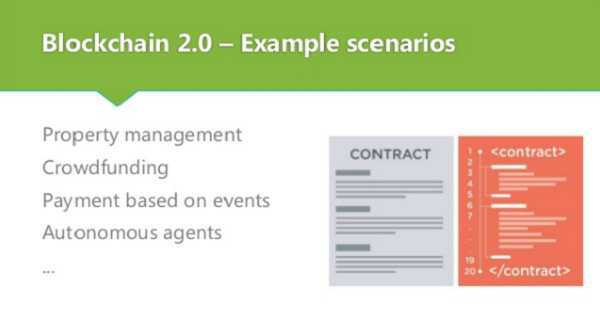 Blockchain 2.0 – Example scenarios
Property management
Crowdfunding
Payment based on events
Autonomous agents
...
CONTRACT
1 <contract>
2
3
4
5
6
7
.
.
.
19
20 </contract>